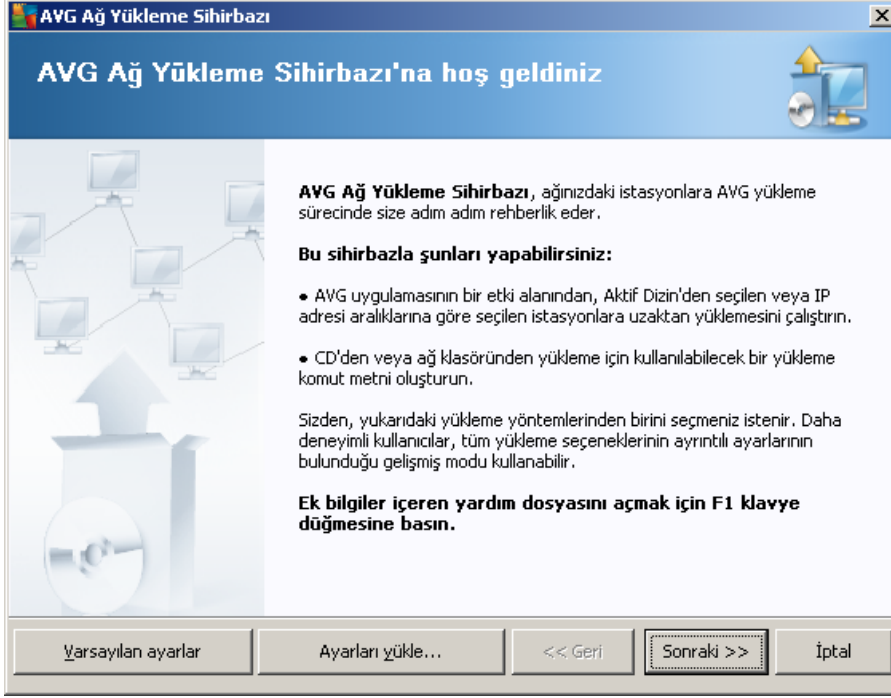 AVG Ağ Yükleme Sihirbazı
AVG Ağ Yükleme Sihirbazı'na hoş geldiniz
AVG Ağ Yükleme Sihirbazı, ağınızdaki istasyonlara AVG yükleme
sürecinde size adım adım rehberlik eder.
Bu sihirbazla şunları yapabilirsiniz:
• AVG uygulamasının bir etki alanından, Aktif Dizin'den seçilen veya IP
adresi aralıklarına göre seçilen istasyonlara uzaktan yüklemesini çalıştırın.
• CD'den veya ağ klasöründen yükleme için kullanılabilecek bir yükleme
komut metni oluşturun.
Sizden, yukarıdaki yükleme yöntemlerinden birini seçmeniz istenir. Daha
deneyimli kullanıcılar, tüm yükleme seçeneklerinin ayrıntılı ayarlarının
bulunduğu gelişmiş modu kullanabilir.
Ek bilgiler içeren yardım dosyasını açmak için F1 klavye
düğmesine basın.
Varsayılan ayarlar Ayarları yükle... << Geri Sonraki >> İptal